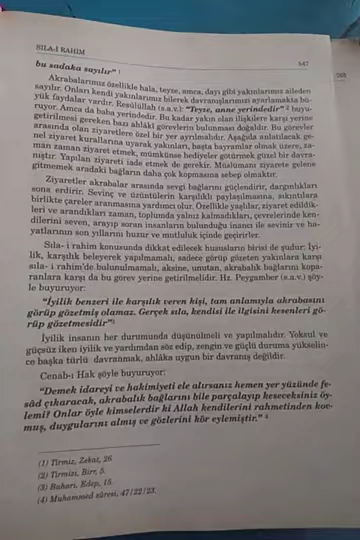 SILA-İ RAHİM
547
bu sadaka sayılır” 1
Akrabalarımız özellikle hala, teyze, amca, dayı gibi yakınlarımız aileden
sayılır. Onları kendi yakınlarımız bilerek davranışlarımızı ayarlamakta bü-
yük faydalar vardır. Resûlüllah (s.a.v.): “Teyze, anne yerindedir” 2 buyu-
ruyor. Amca da baba yerindedir. Bu kadar yakın olan ilişkilere karşı yerine
getirilmesi gereken bazı ahlâkî görevlerin bulunması doğaldır. Bu görevler
arasında olan ziyaretlere özel bir yer ayrılmalıdır. Aşağıda anlatılacak ge-
nel ziyaret kurallarına uyarak yakınları, başta bayramlar olmak üzere, za-
man zaman ziyaret etmek, mümkünse hediyeler götürmek güzel bir davra-
nıştır. Yapılan ziyareti iade etmek de gerekir. Mâlumanı ziyarete gelene
gitmemek aradaki bağların daha çok kopmasına sebep olmaktır.
Ziyaretler akrabalar arasında sevgi bağlarını güçlendirir, dargınlıkları
sona erdirir. Sevinç ve üzüntülerin karşılıklı paylaşılmasına, sıkıntılara
birlikte çareler aranmasına yardımcı olur. Özellikle yaşlılar, ziyaret edildik-
leri ve arandıkları zaman, toplumda yalnız kalmadıkları, çevrelerinde ken-
dilerini seven, arayıp soran insanların bulunduğu inancı ile sevinir ve ha-
yatlarının son yıllarını huzur ve mutluluk içinde geçirirler.
Sıla- i rahim konusunda dikkat edilecek hususların birisi de şudur: İyi-
lik, karşılık bekleyerek yapılmamalı, sadece görüp gözeten yakınlara karşı
sıla- i rahim'de bulunulmamalı, aksine, unutan, akrabalık bağlarını kopa-
ranlara karşı da bu görev yerine getirilmelidir. Hz. Peygamber (s.a.v.) şöy-
le buyuruyor:
“İyilik benzeri ile karşılık veren kişi, tam anlamıyla akrabasını
görüp gözetmiş olamaz. Gerçek sıla, kendisi ile ilgisini kesenleri gö-
rüp gözetmesidir”3
İyilik insanın her durumunda düşünülmeli ve yapılmalıdır. Yoksul ve
güçsüz iken iyilik ve yardımdan söz edip, zengin ve güçlü duruma yükselin-
ce başka türlü davranmak, ahlâka uygun bir davranış değildir.
Cenab-ı Hak şöyle buyuruyor:
“Demek idareyi ve hakimiyeti ele alırsanız hemen yer yüzünde fe-
sâd çıkaracak, akrabalık bağlarını bile parçalayıp keseceksiniz öy-
lemi? Onlar öyle kimselerdir ki Allah kendilerini rahmetinden kov-
muş, duygularını almış ve gözlerini kör eylemiştir.” 4
(1) Tirmiz, Zekat, 26.
(2) Tirmizi, Birr, 5.
(3) Buhari, Edep, 15.
(4) Muhammed sûresi, 47/22/23.